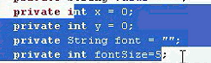 private int x = 0;
private int y = 0;
private String font = "";
private int fontSize=5;